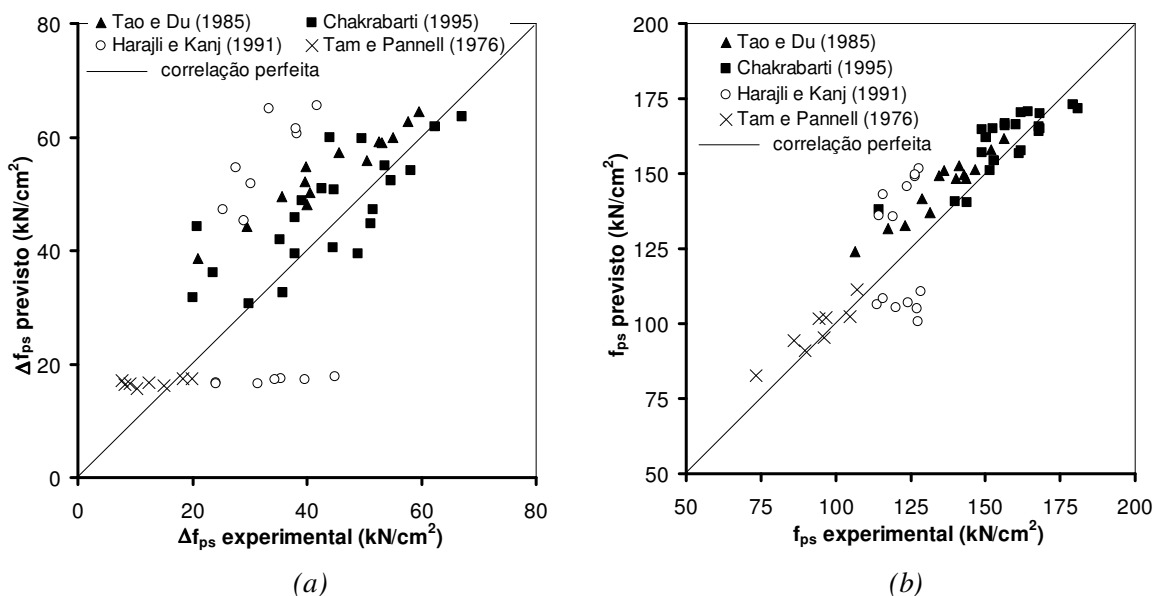 80
Tao e Du (1985) Chakrabarti (1995)
Harajli e Kanj (1991) Tam e Pannell (1976)
correlação perfeita
60
40
20
0
Δfps previsto (kN/cm²)
0 20 40 60 80
Δfps experimental (kN/cm²)
(a)
200
Tao e Du (1985)
Chakrabarti (1995)
Harajli e Kanj (1991)
Tam e Pannell (1976)
correlação perfeita
175
150
125
100
75
50
fps previsto (kN/cm²)
50 75 100 125 150 175 200
fps experimental (kN/cm²)
(b)